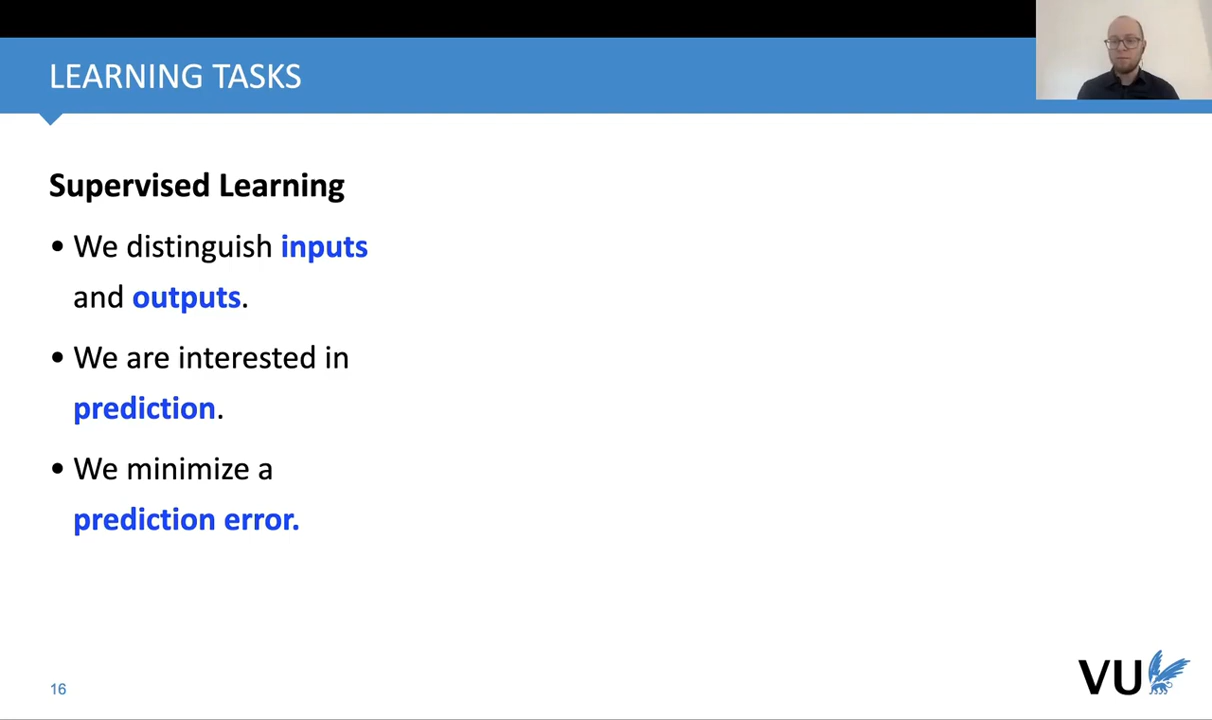 LEARNING TASKS
Supervised Learning
• We distinguish inputs
and outputs.
• We are interested in
prediction.
• We minimize a
prediction error.
16
VU